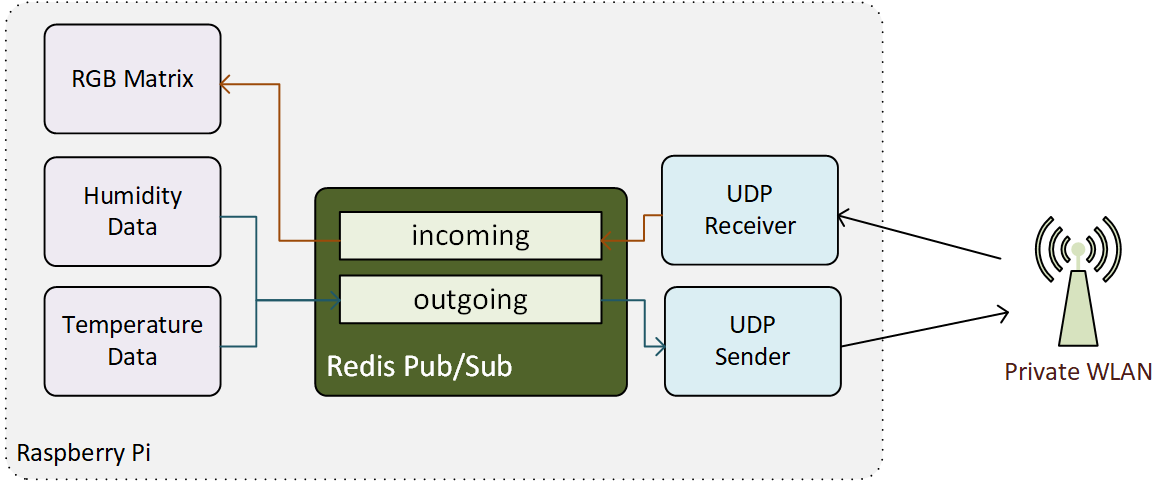 RGB Matrix
Humidity
Data
Temperature
Data
incoming
outgoing
Redis Pub/Sub
UDP
Receiver
UDP
Sender
Private WLAN
Raspberry Pi